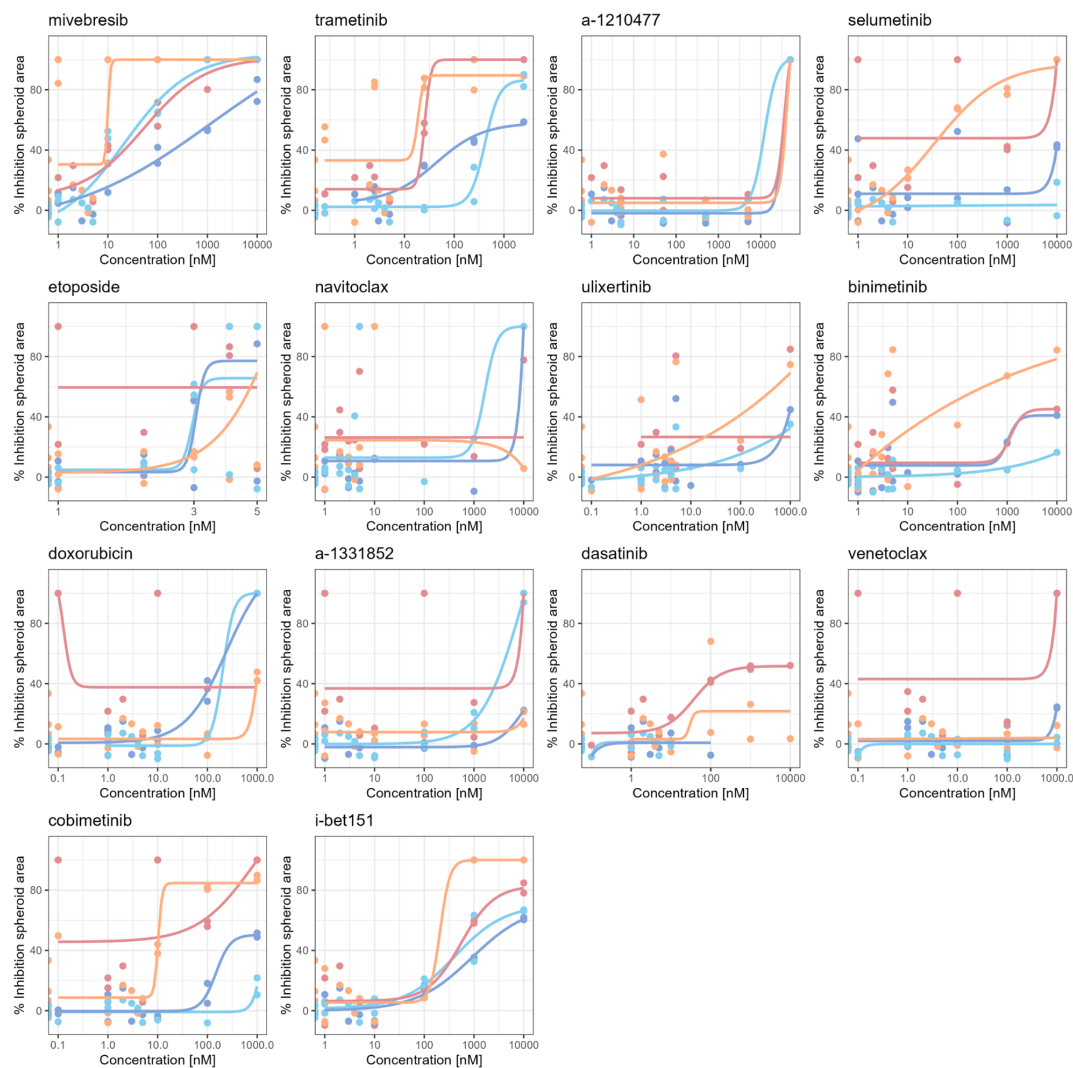 mivebresib
trametinib
a-1210477
selumetinib
% Inhibition spheroid area
80
40
0
1 10 100 1000 10000
Concentration [nM]
% Inhibition spheroid area
80
40
0
1 10 100 1000
Concentration [nM]
% Inhibition spheroid area
80
40
0
1 10 100 1000 10000
Concentration [nM]
% Inhibition spheroid area
80
40
0
1 10 100 1000 10000
Concentration [nM]
etoposide
navitoclax
ulixertinib
binimetinib
% Inhibition spheroid area
80
40
0
1 3 5
Concentration [nM]
% Inhibition spheroid area
80
40
0
1 10 100 1000 10000
Concentration [nM]
% Inhibition spheroid area
80
40
0
0.1 1.0 10.0 100.0 1000.0
Concentration [nM]
% Inhibition spheroid area
80
40
0
1 10 100 1000 10000
Concentration [nM]
doxorubicin
a-1331852
dasatinib
venetoclax
% Inhibition spheroid area
80
40
0
0.1 1.0 10.0 100.0 1000.0
Concentration [nM]
% Inhibition spheroid area
80
40
0
1 10 100 1000 10000
Concentration [nM]
% Inhibition spheroid area
80
40
0
1 100 10000
Concentration [nM]
% Inhibition spheroid area
80
40
0
0.1 1.0 10.0 100.0 1000.0
Concentration [nM]
cobimetinib
i-bet151
% Inhibition spheroid area
80
40
0
0.1 1.0 10.0 100.0 1000.0
Concentration [nM]
% Inhibition spheroid area
80
40
0
1 10 100 1000 10000
Concentration [nM]